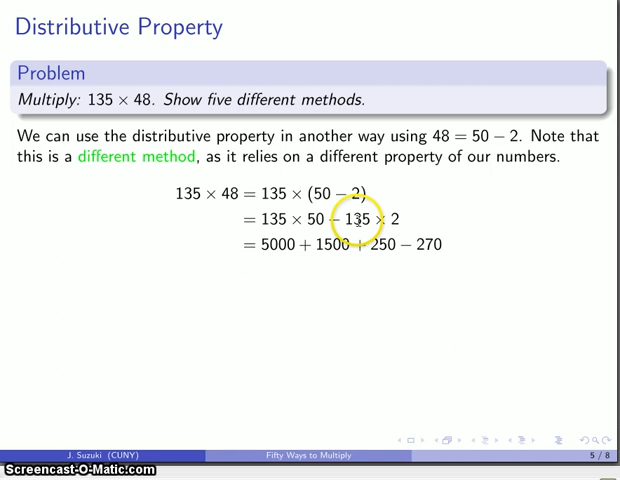 Distributive Property
Problem
Multiply: 135 × 48. Show five different methods.
We can use the distributive property in another way using 48 = 50 − 2. Note that
this is a different method, as it relies on a different property of our numbers.
135 × 48 = 135 × (50 − 2)
= 135 × 50 − 135 × 2
= 5000 + 1500 + 250 − 270
J. Suzuki (CUNY) Fifty Ways to Multiply 5 / 8
Screencast-O-Matic.com